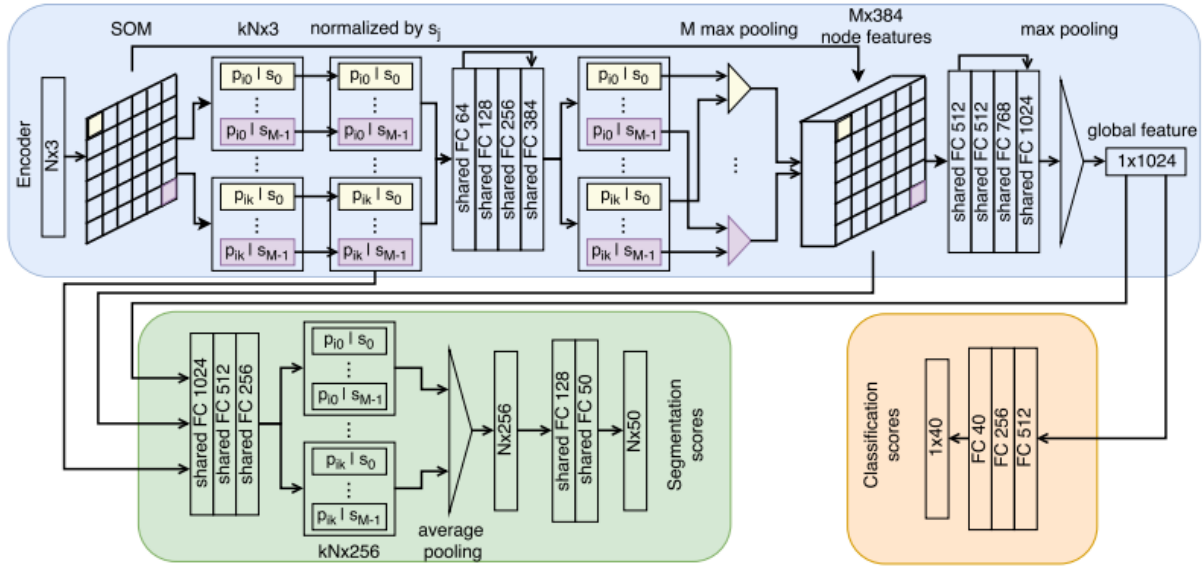 SOM
kNx3
normalized by s_j
M max pooling
Mx384
node features
max pooling
Encoder
Nx3
p_i0 | s_0
⋮
p_i0 | s_M-1
⋮
p_ik | s_0
⋮
p_ik | s_M-1
p_i0 | s_0
⋮
p_i0 | s_M-1
⋮
p_ik | s_0
⋮
p_ik | s_M-1
shared FC 64
shared FC 128
shared FC 256
shared FC 384
p_i0 | s_0
⋮
p_i0 | s_M-1
⋮
p_ik | s_0
⋮
p_ik | s_M-1
⋮
shared FC 512
shared FC 512
shared FC 768
shared FC 1024
global feature
1x1024
shared FC 1024
shared FC 512
shared FC 256
p_i0 | s_0
⋮
p_i0 | s_M-1
⋮
p_ik | s_0
⋮
p_ik | s_M-1
kNx256
average
pooling
Nx256
shared FC 128
shared FC 50
Nx50
Segmentation
scores
Classification
scores
1x40
FC 40
FC 256
FC 512